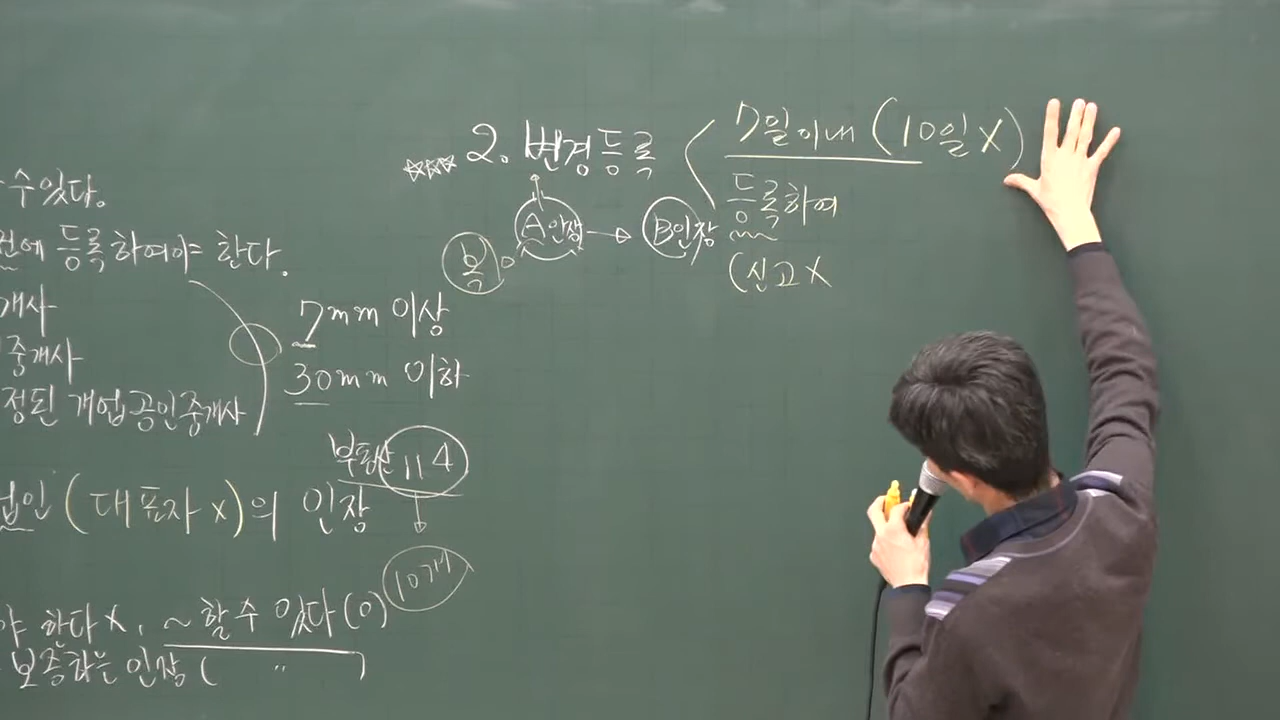 수 있다.
전에 등록하여야 한다.
개사
중개사
정된 개업공인중개사
7mm 이상
30mm 이하
부동산 114
10개
법인 (대표자 x)의 인장
야 한다 x, ~할 수 있다 (o)
보증하는 인장 ( " )
☆☆☆ 2. 변경등록
A인장 → B인장
7일 이내 (10일 X)
등록하여
(신고 X